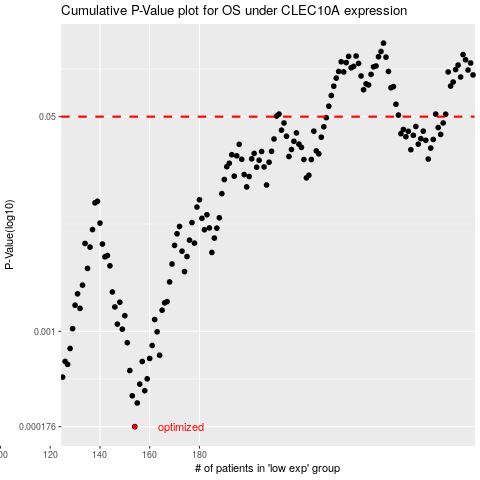 Cumulative P-Value plot for OS under CLEC10A expression
P-Value(log10)
0.05
0.001
0.000176
optimized
00 120 140 160 180
# of patients in 'low exp' group